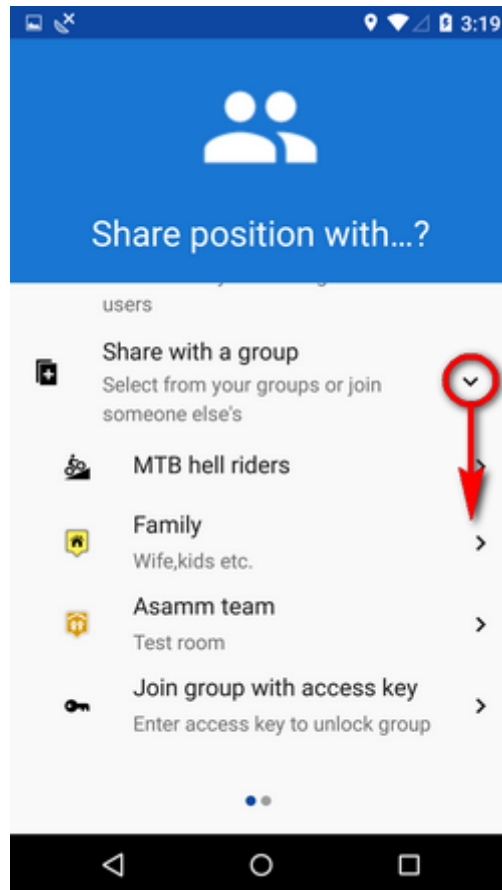 3:19
Share position with...?
users
Share with a group
Select from your groups or join
someone else's
MTB hell riders
Family
Wife,kids etc.
Asamm team
Test room
Join group with access key
Enter access key to unlock group